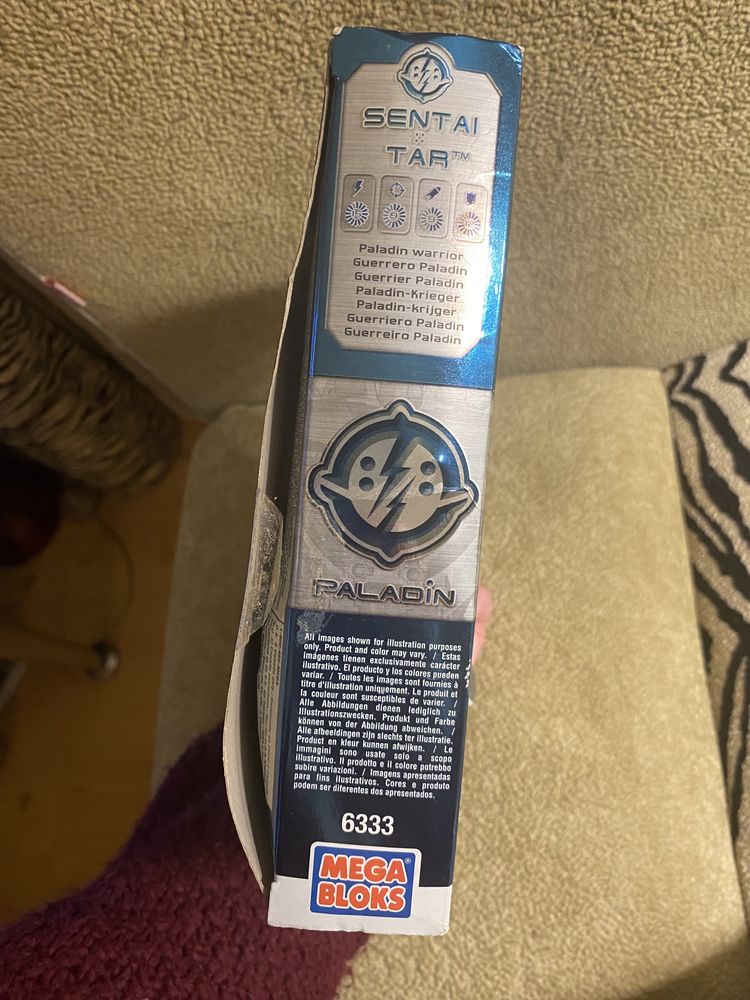 SENTAI
TAR™
Paladin warrior
Guerrero Paladin
Guerrier Paladin
Paladin-Krieger
Paladin-krijger
Guerriero Paladin
Guerreiro Paladin
PALADiN
All images shown for illustration purposes
only. Product and color may vary. / Estas
imágenes tienen exclusivamente carácter
ilustrativo. El producto y los colores pueden
variar. / Toutes les images sont fournies à
titre d'illustration uniquement. Le produit et
la couleur sont susceptibles de varier. /
Alle Abbildungen dienen lediglich zu
Illustrationszwecken. Produkt und Farbe
können von der Abbildung abweichen. /
Alle afbeeldingen zijn slechts ter illustratie.
Product en kleur kunnen afwijken. / Le
immagini sono usate solo a scopo
illustrativo. Il prodotto e il colore potrebbo
subire variazioni. / Imagens apresentadas
para fins ilustrativos. Cores e produto
podem ser diferentes dos apresentados.
6333
MEGA®
BLOKS